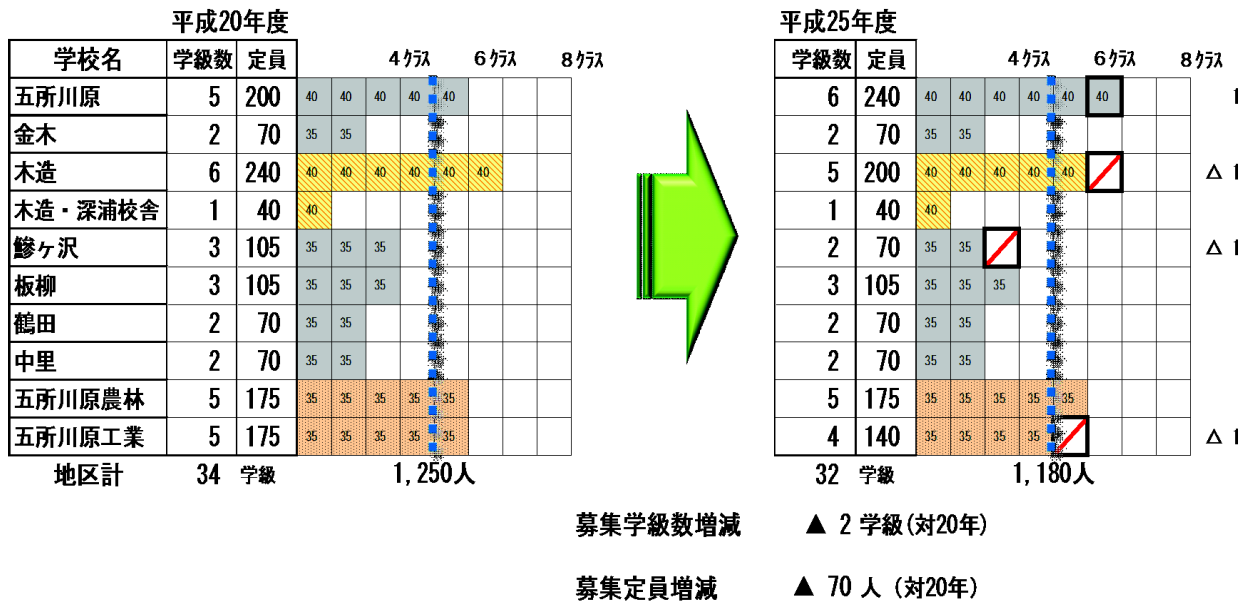 平成20年度 平成25年度
学校名 学級数 定員 4クラス 6クラス 8クラス 学級数 定員 4クラス 6クラス 8クラス
五所川原 5 200 40 40 40 40 40 6 240 40 40 40 40 40 40 1
金木 2 70 35 35 2 70 35 35
木造 6 240 40 40 40 40 40 40 5 200 40 40 40 40 40 △ 1
木造・深浦校舎 1 40 40 1 40 40
鰺ヶ沢 3 105 35 35 35 2 70 35 35 △ 1
板柳 3 105 35 35 35 3 105 35 35 35
鶴田 2 70 35 35 2 70 35 35
中里 2 70 35 35 2 70 35 35
五所川原農林 5 175 35 35 35 35 35 5 175 35 35 35 35 35
五所川原工業 5 175 35 35 35 35 35 4 140 35 35 35 35 △ 1
地区計 34 学級 1,250人 32 学級 1,180人
募集学級数増減 ▲ 2 学級(対20年)
募集定員増減 ▲ 70 人 (対20年)